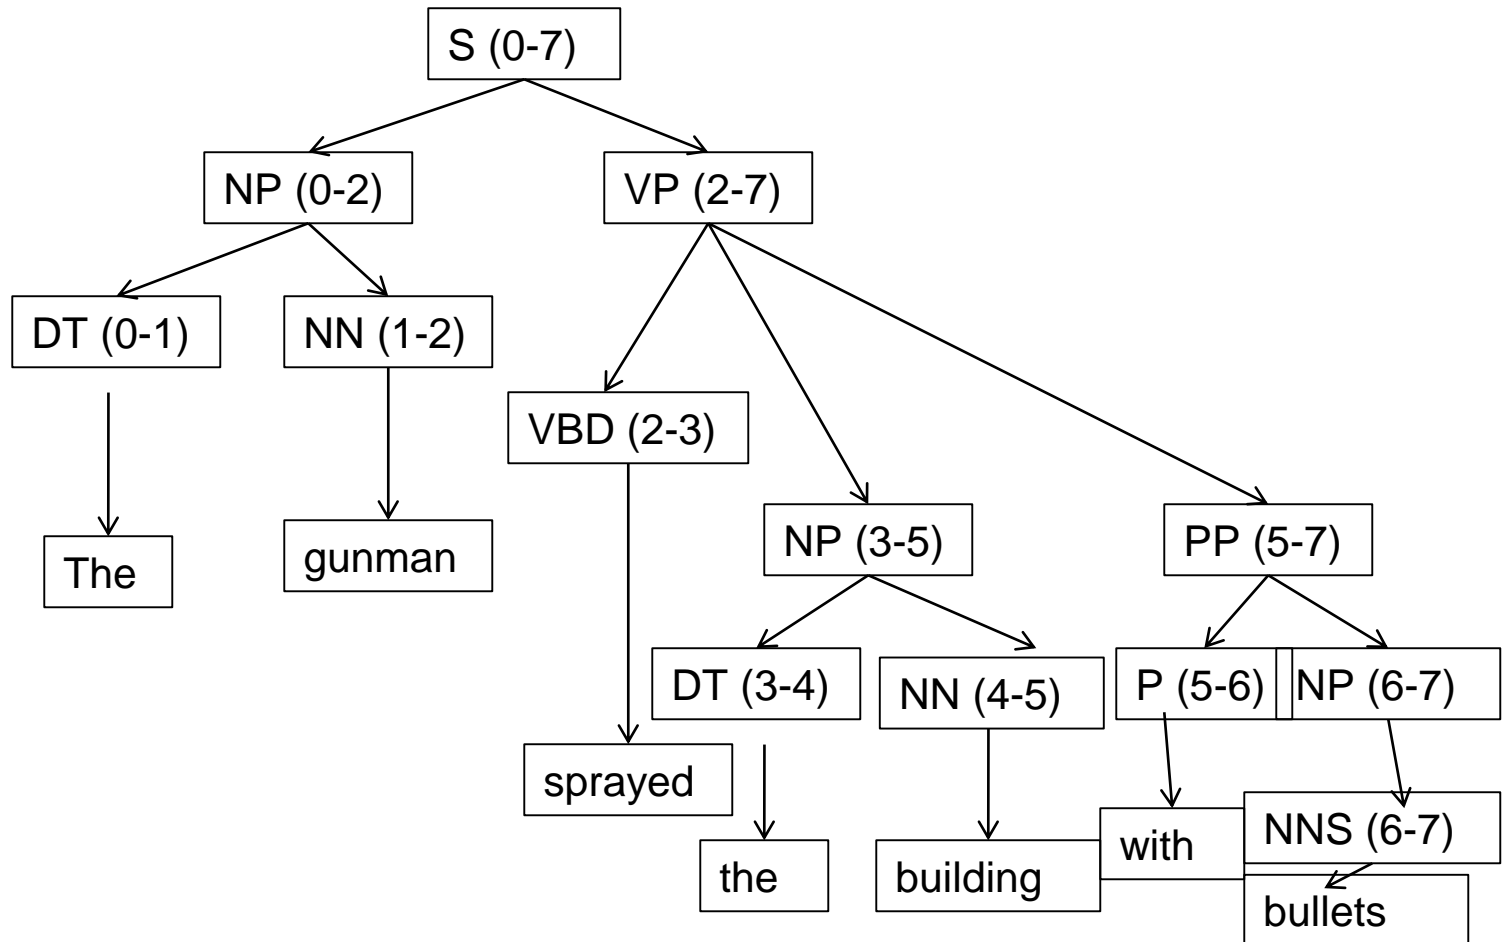 S (0-7)
NP (0-2)
VP (2-7)
DT (0-1)
NN (1-2)
VBD (2-3)
NP (3-5)
PP (5-7)
The
gunman
DT (3-4)
NN (4-5)
P (5-6)
NP (6-7)
sprayed
the
building
with
NNS (6-7)
bullets